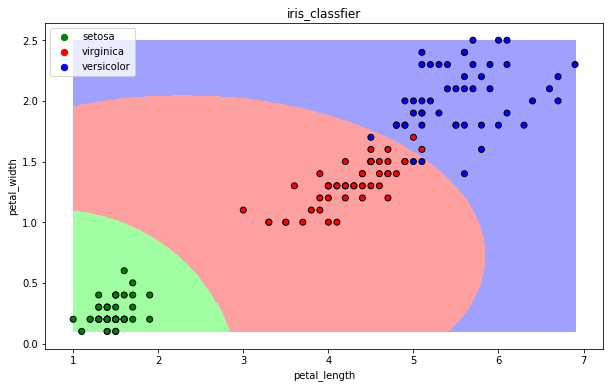 iris_classfier
setosa
virginica
versicolor
petal_width
2.5
2.0
1.5
1.0
0.5
0.0
1
2
3
4
5
6
7
petal_length